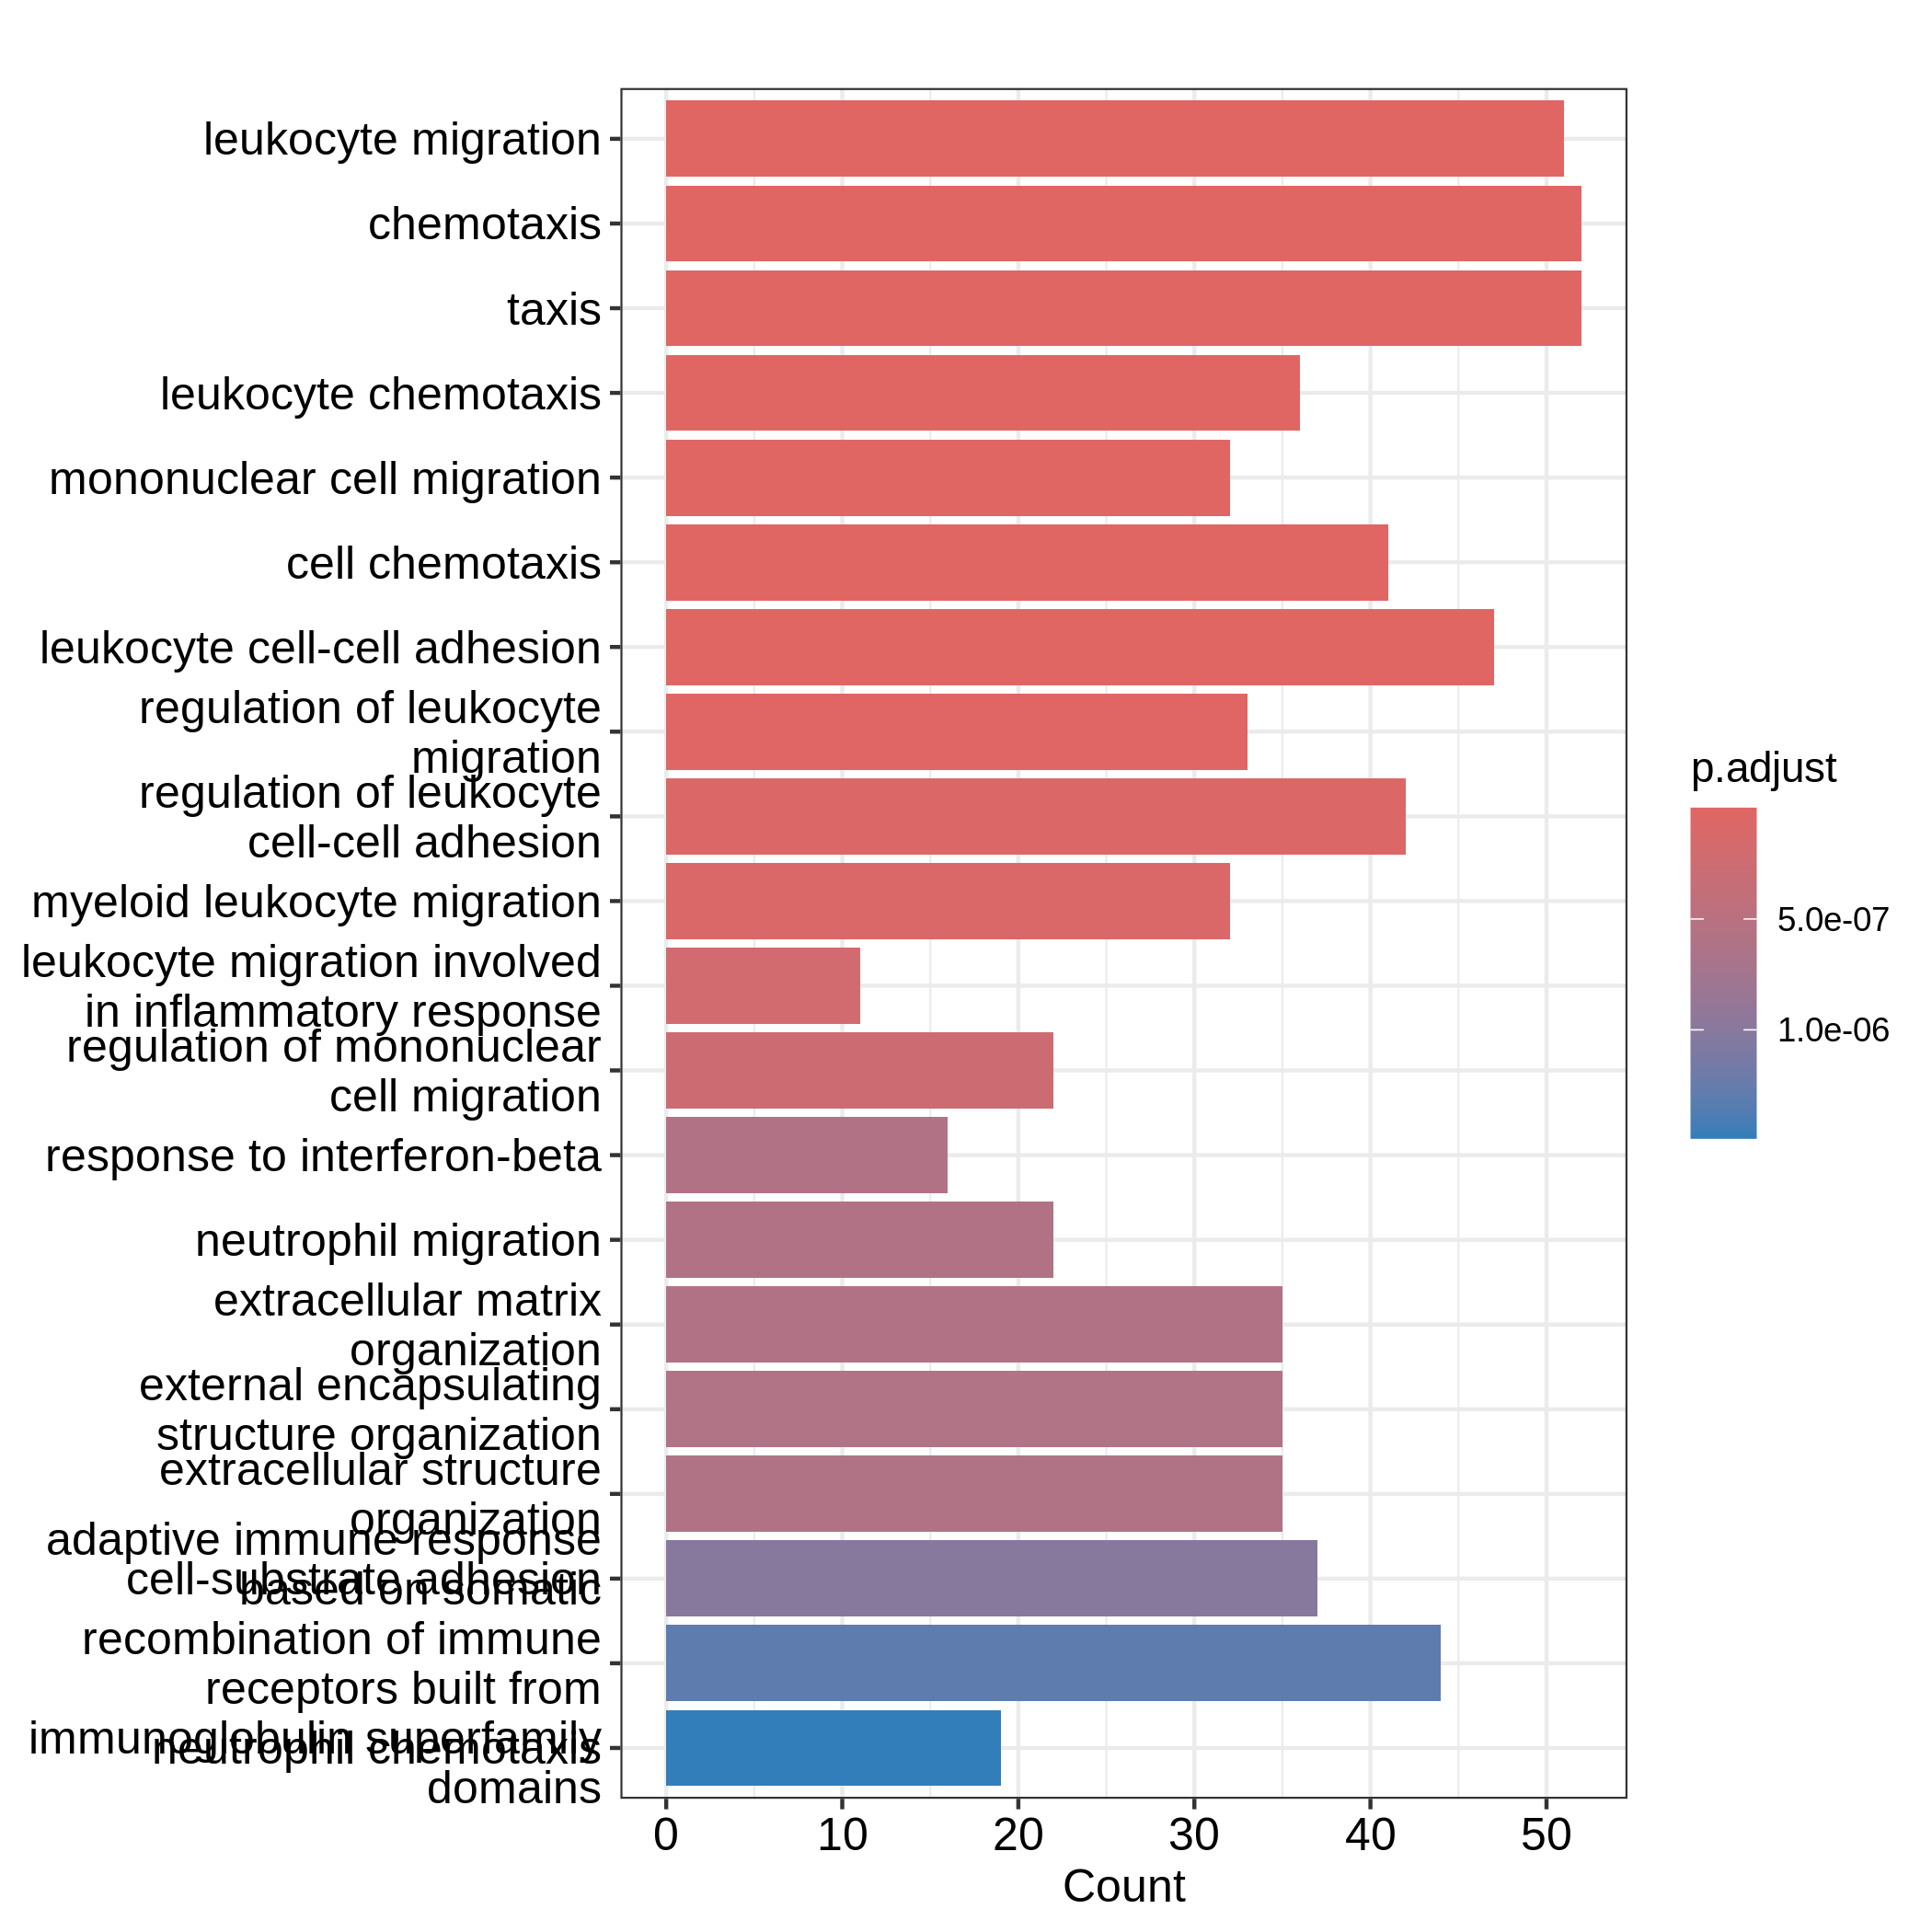 leukocyte migration
chemotaxis
taxis
leukocyte chemotaxis
mononuclear cell migration
cell chemotaxis
leukocyte cell-cell adhesion
regulation of leukocyte
migration
regulation of leukocyte
cell-cell adhesion
myeloid leukocyte migration
leukocyte migration involved
in inflammatory response
regulation of mononuclear
cell migration
response to interferon-beta
neutrophil migration
extracellular matrix
organization
external encapsulating
structure organization
extracellular structure
organization
adaptive immune response
cell-substrate adhesion
based on somatic
recombination of immune
receptors built from
immunoglobulin superfamily
neutrophil chemotaxis
domains
0 10 20 30 40 50
Count
p.adjust
5.0e-07
1.0e-06